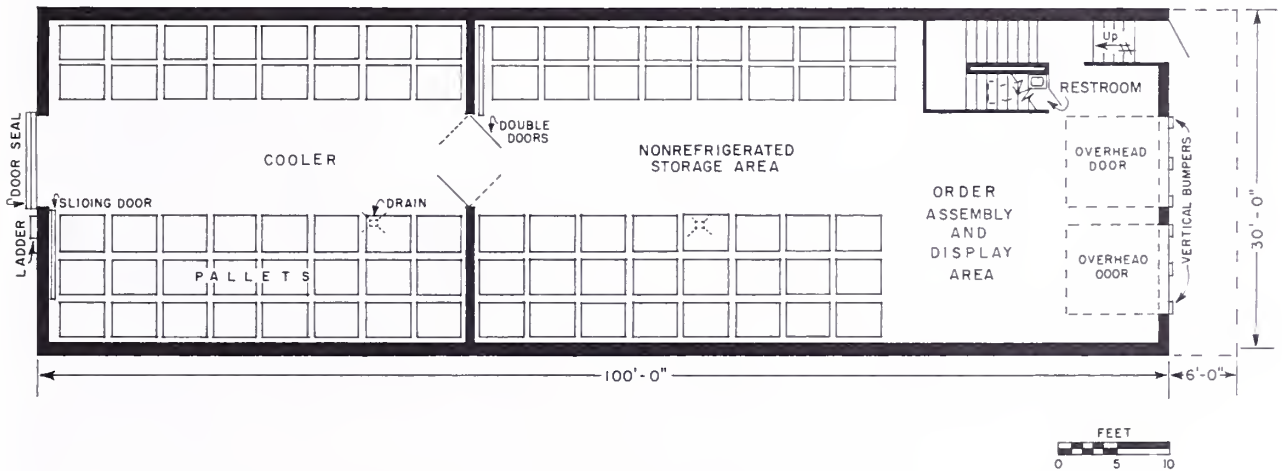 Up
RESTROOM
DOOR SEAL
DOUBLE
DOORS
COOLER
NONREFRIGERATED
STORAGE AREA
OVERHEAD
DOOR
VERTICAL BUMPERS
SLIDING DOOR
DRAIN
ORDER
ASSEMBLY
AND
DISPLAY
AREA
LADDER
PALLETS
OVERHEAD
DOOR
30'-0"
100'-0"
6'-0"
FEET
0 5 10